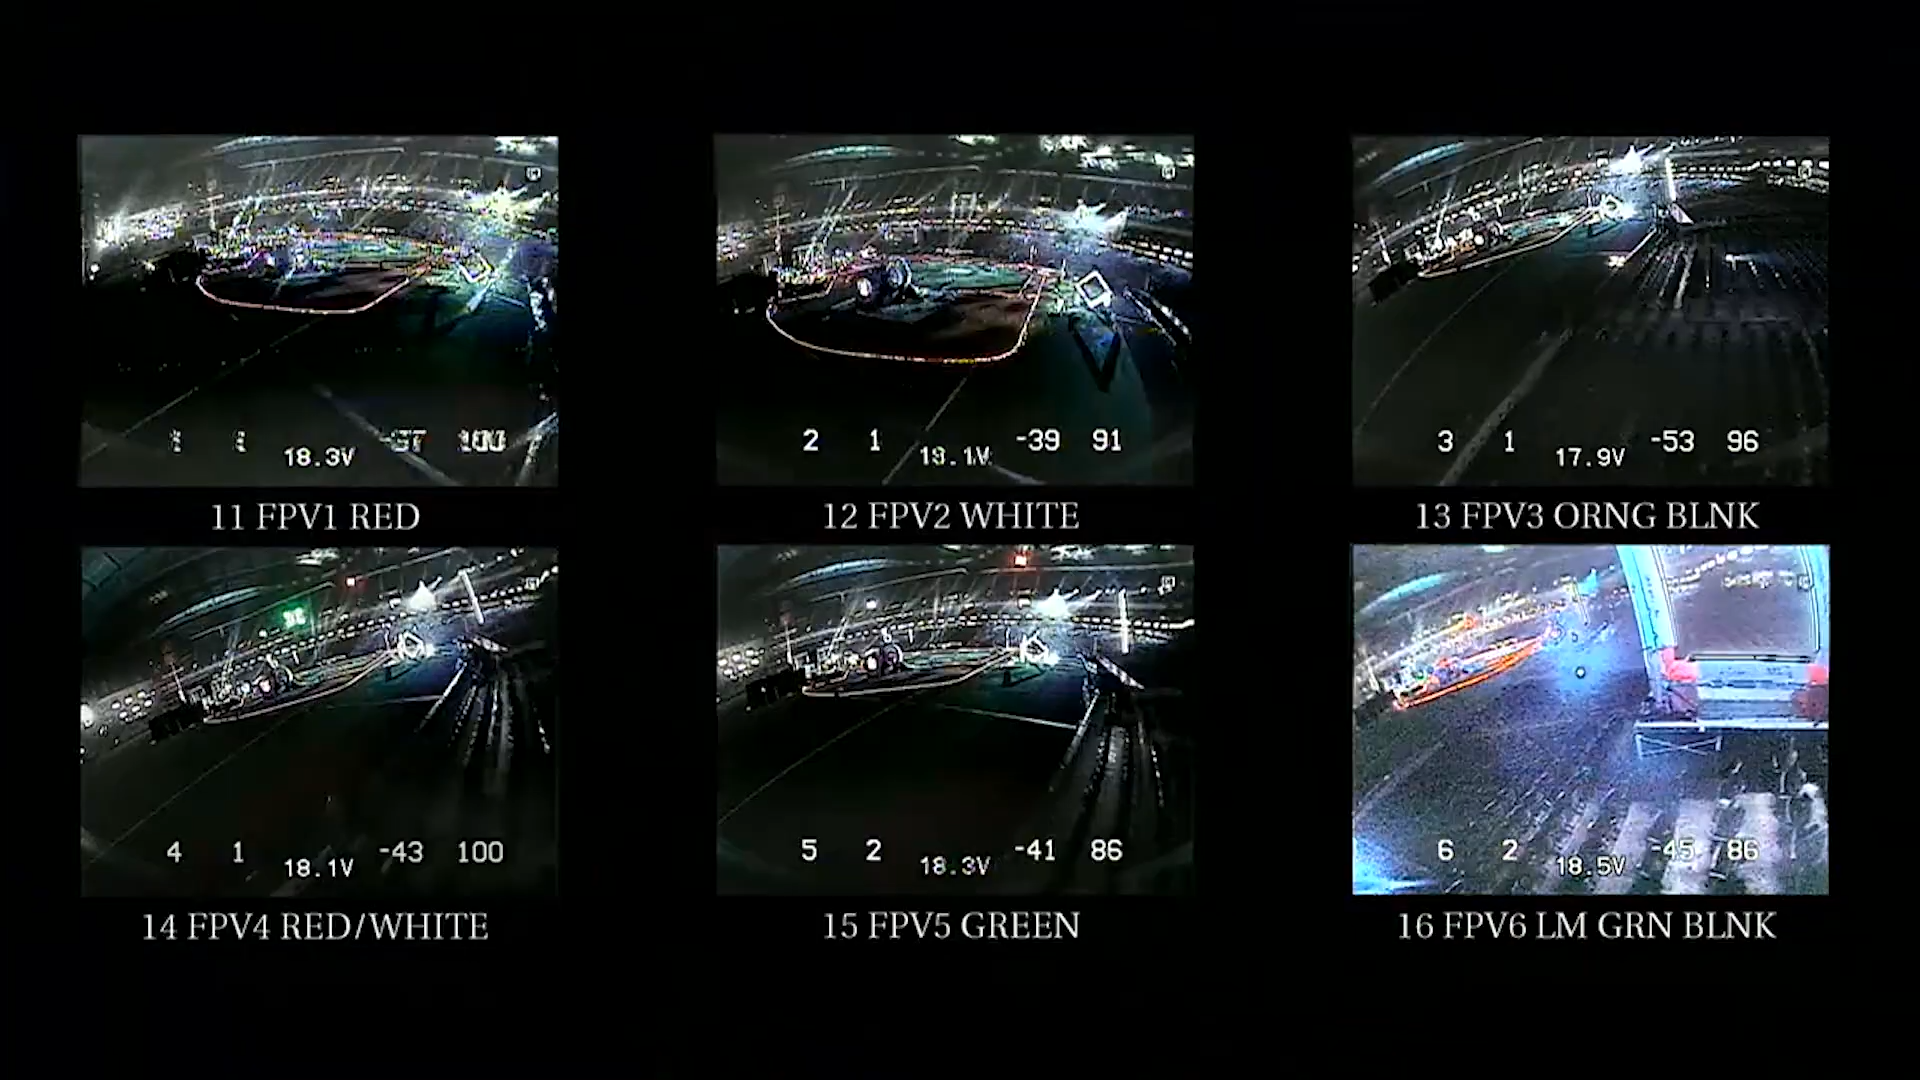 18.3V
11 FPV1 RED
2 1 -39 91
12 FPV2 WHITE
3 1 17.9V -53 96
13 FPV3 ORNG BLNK
4 1 18.1V -43 100
14 FPV4 RED/WHITE
5 2 18.3V -41 86
15 FPV5 GREEN
6 2 18.5V -45 86
16 FPV6 LM GRN BLNK